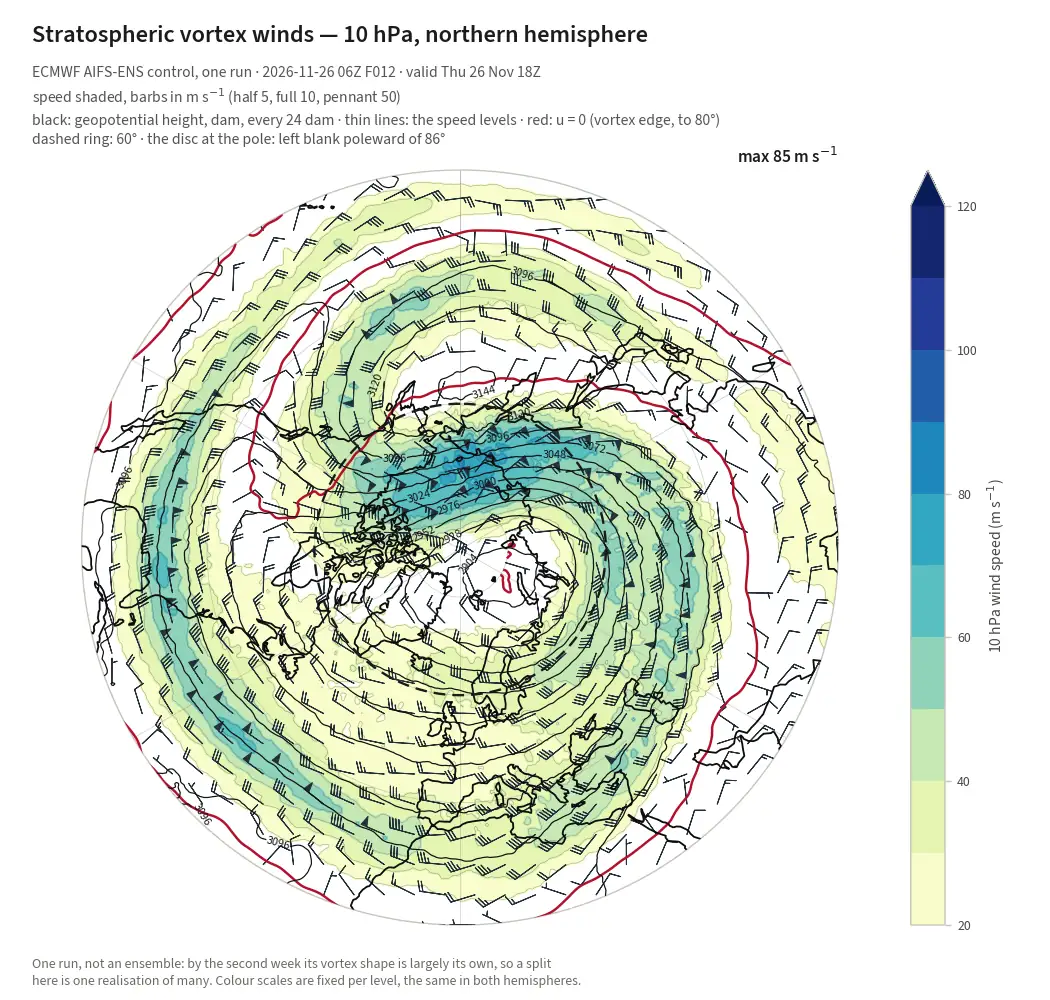 Stratospheric vortex winds — 10 hPa, northern hemisphere
ECMWF AIFS-ENS control, one run · 2026-11-26 06Z F012 · valid Thu 26 Nov 18Z
speed shaded, barbs in m s⁻¹ (half 5, full 10, pennant 50)
black: geopotential height, dam, every 24 dam · thin lines: the speed levels · red: u = 0 (vortex edge, to 80°)
dashed ring: 60° · the disc at the pole: left blank poleward of 86°
max 85 m s⁻¹
120
100
80
60
40
20
10 hPa wind speed (m s⁻¹)
3096
3120
3144
3096
3072
3048
3096
3000
3024
2976
3096
3096
3096
One run, not an ensemble: by the second week its vortex shape is largely its own, so a split
here is one realisation of many. Colour scales are fixed per level, the same in both hemispheres.